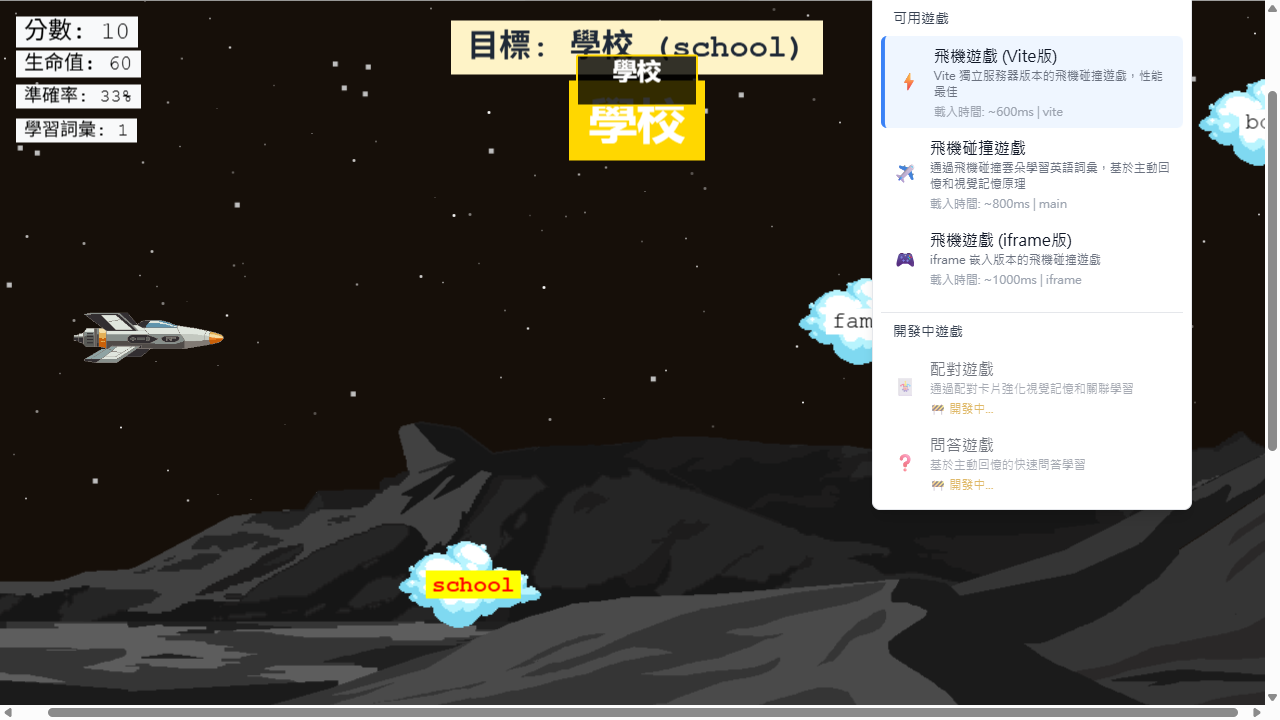 分數: 10
生命值: 60
準確率: 33%
學習詞彙: 1
目標: 學校 (school)
學校
學校
fam
school
可用遊戲
飛機遊戲 (Vite版)
Vite 獨立服務器版本的飛機碰撞遊戲，性能
最佳
載入時間: ~600ms | vite
飛機碰撞遊戲
通過飛機碰撞雲朵學習英語詞彙，基於主動回
憶和視覺記憶原理
載入時間: ~800ms | main
飛機遊戲 (iframe版)
iframe 嵌入版本的飛機碰撞遊戲
載入時間: ~1000ms | iframe
開發中遊戲
配對遊戲
通過配對卡片強化視覺記憶和關聯學習
開發中...
問答遊戲
基於主動回憶的快速問答學習
開發中...